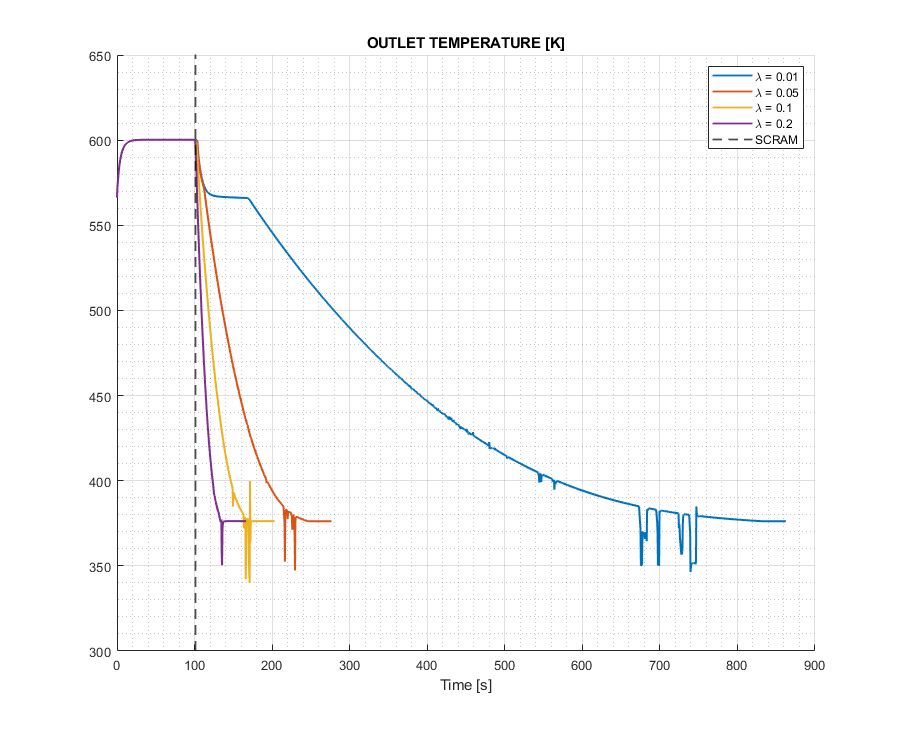 OUTLET TEMPERATURE [K]
650
600
550
500
450
400
350
300
λ = 0.01
λ = 0.05
λ = 0.1
λ = 0.2
SCRAM
0 100 200 300 400 500 600 700 800 900
Time [s]